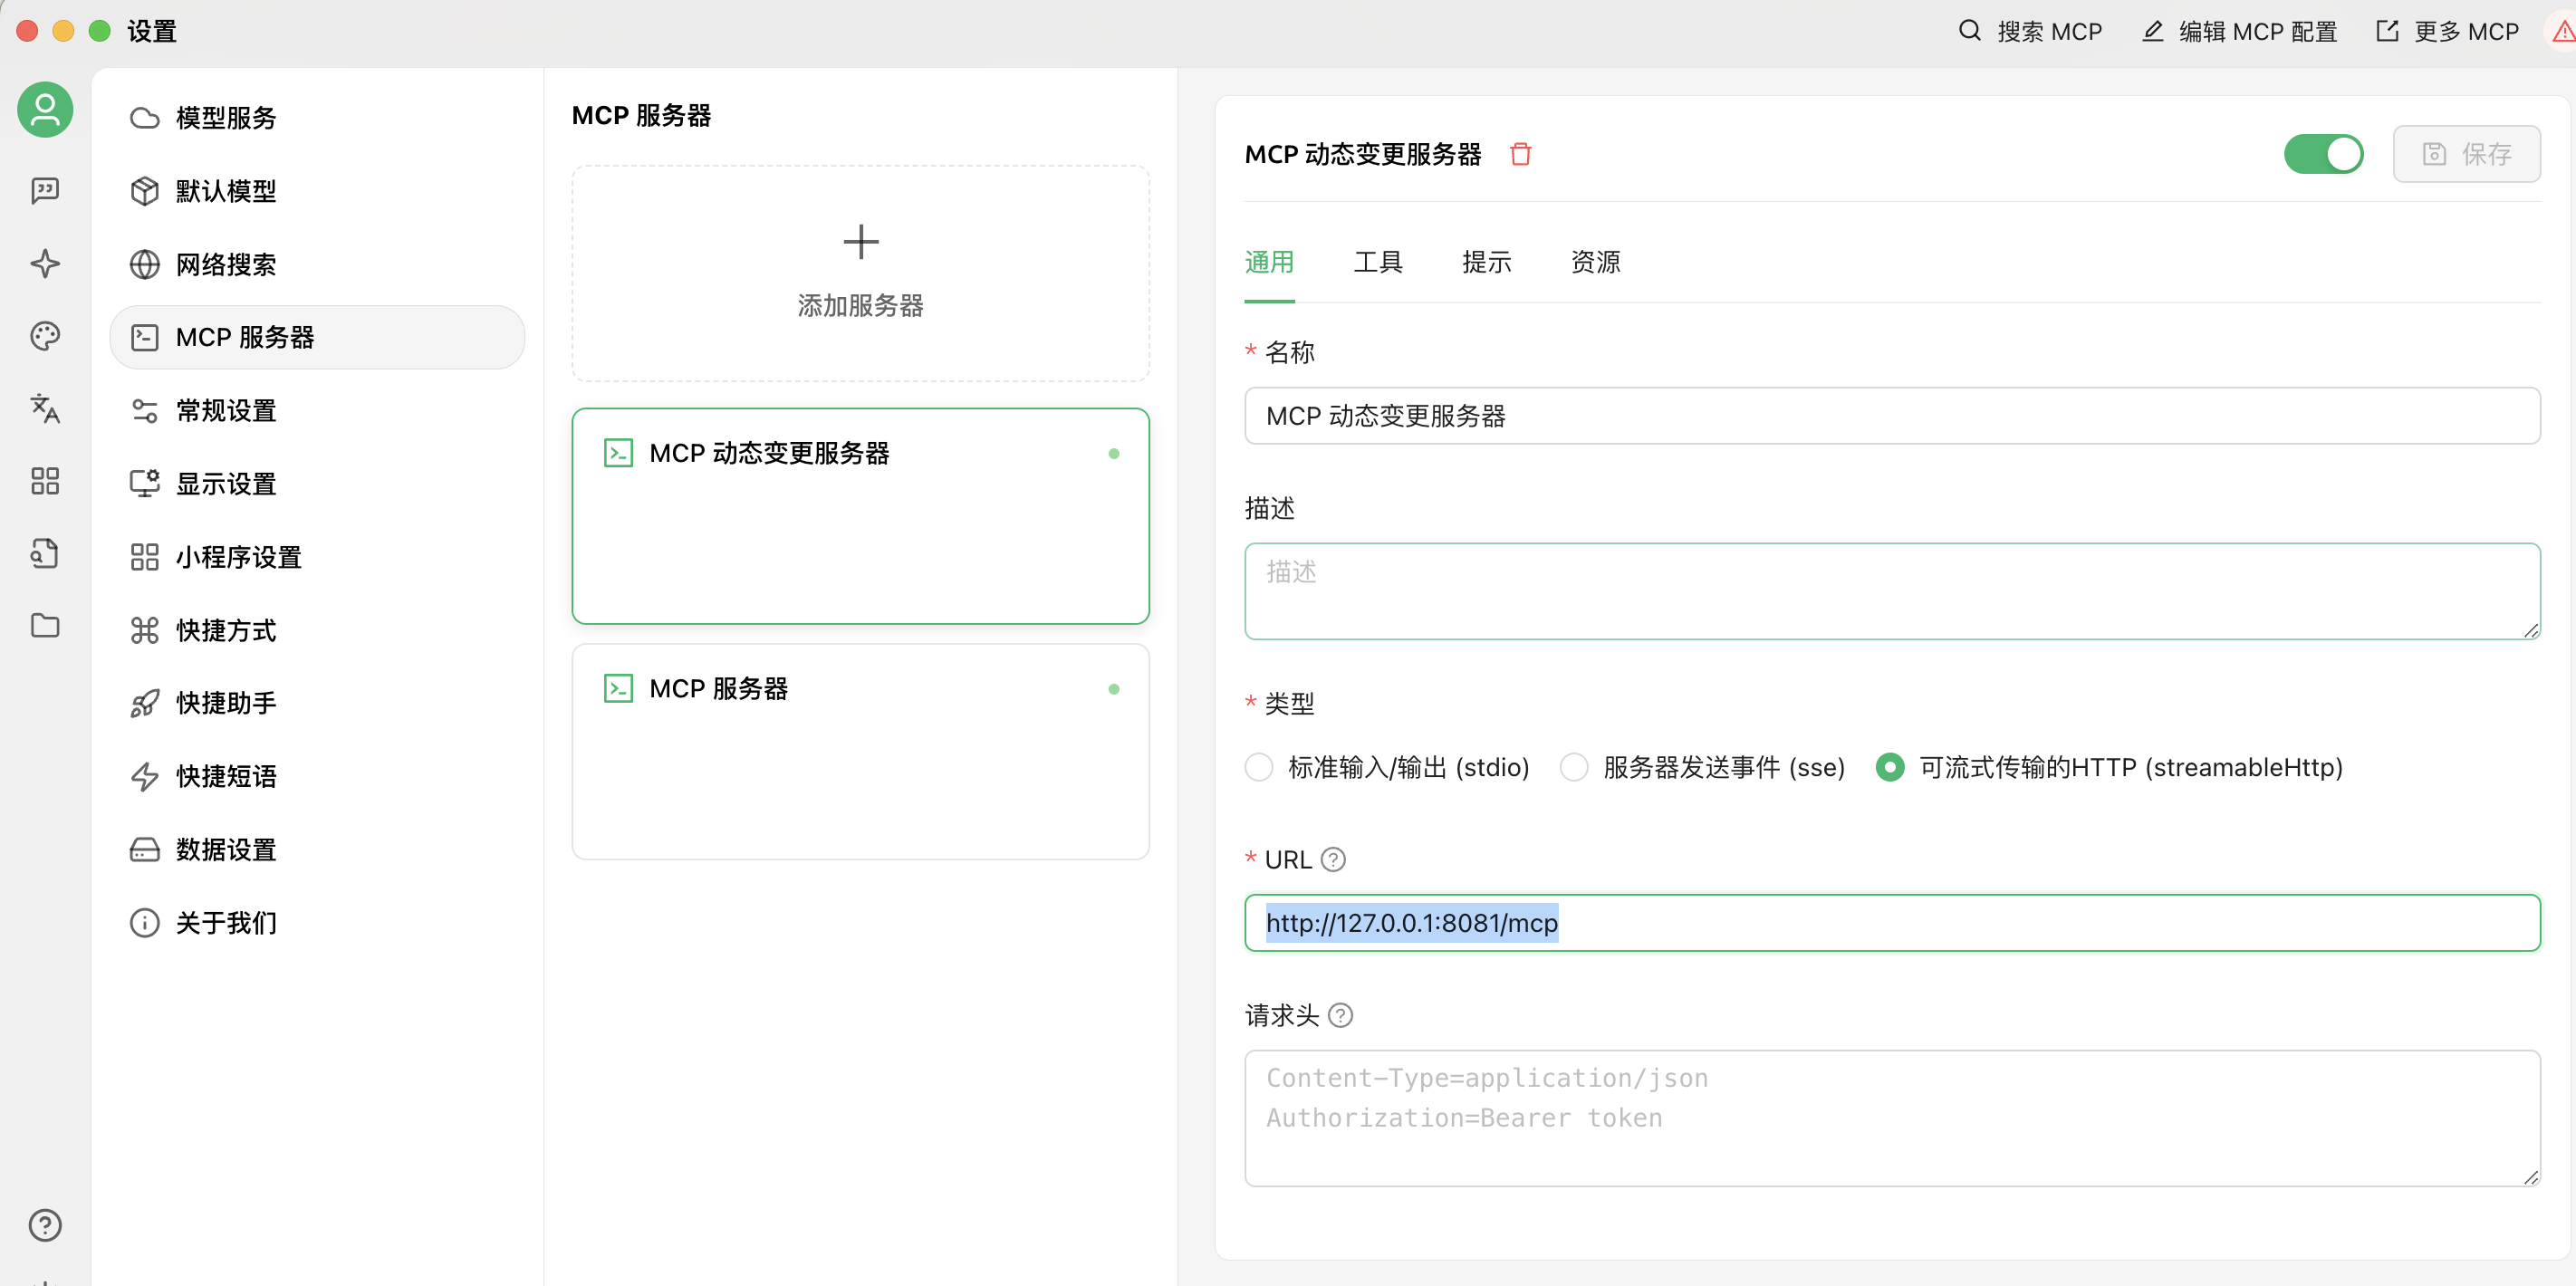 设置
搜索 MCP
编辑 MCP 配置
更多 MCP
模型服务
默认模型
网络搜索
MCP 服务器
常规设置
显示设置
小程序设置
快捷方式
快捷助手
快捷短语
数据设置
关于我们
MCP 服务器
添加服务器
MCP 动态变更服务器
MCP 服务器
MCP 动态变更服务器
保存
通用 工具 提示 资源
* 名称
MCP 动态变更服务器
描述
描述
* 类型
标准输入/输出 (stdio) 服务器发送事件 (sse) 可流式传输的HTTP (streamableHttp)
* URL
http://127.0.0.1:8081/mcp
请求头
Content-Type=application/json
Authorization=Bearer token